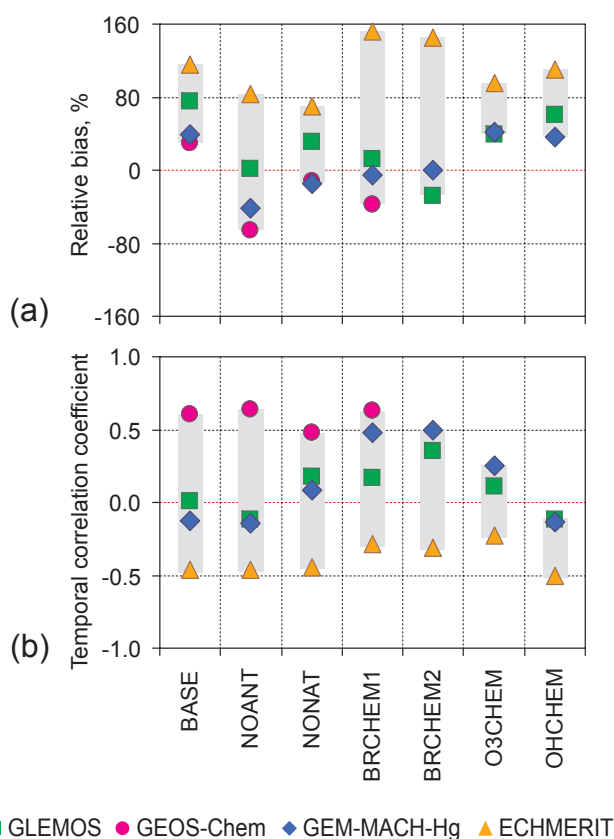 160
80
0
-80
-160
Relative bias, %
(a)
1.0
0.5
0.0
-0.5
-1.0
Temporal correlation coefficient
(b)
BASE
NOANT
NONAT
BRCHEM1
BRCHEM2
O3CHEM
OHCHEM
GLEMOS GEOS-Chem GEM-MACH-Hg ECHMERIT